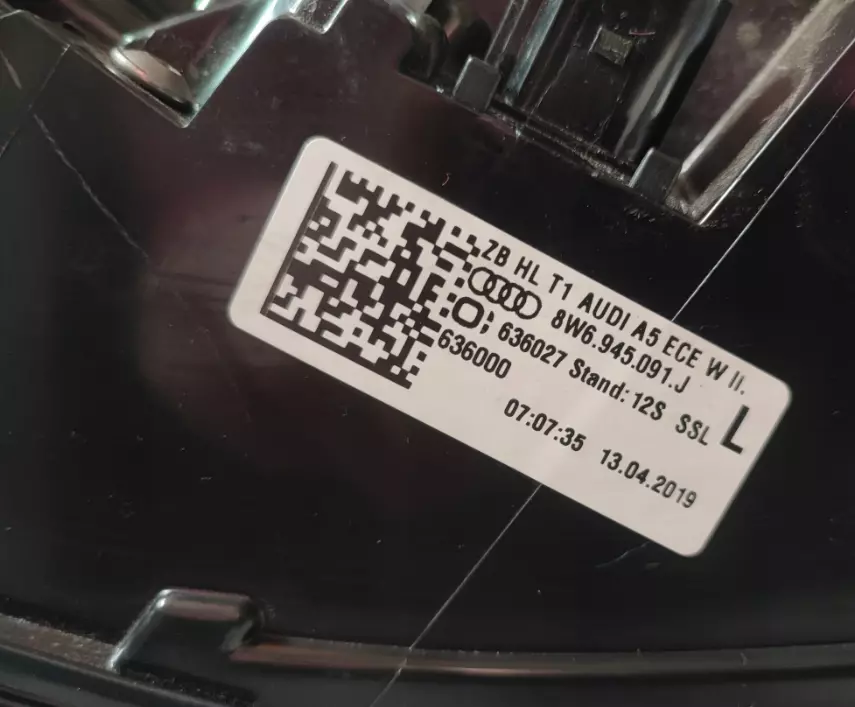 ZB HL T1 AUDI A5 ECE W II.
8W6.945.091.J
636027 Stand: 12S SSL L
636000
07:07:35 13.04.2019